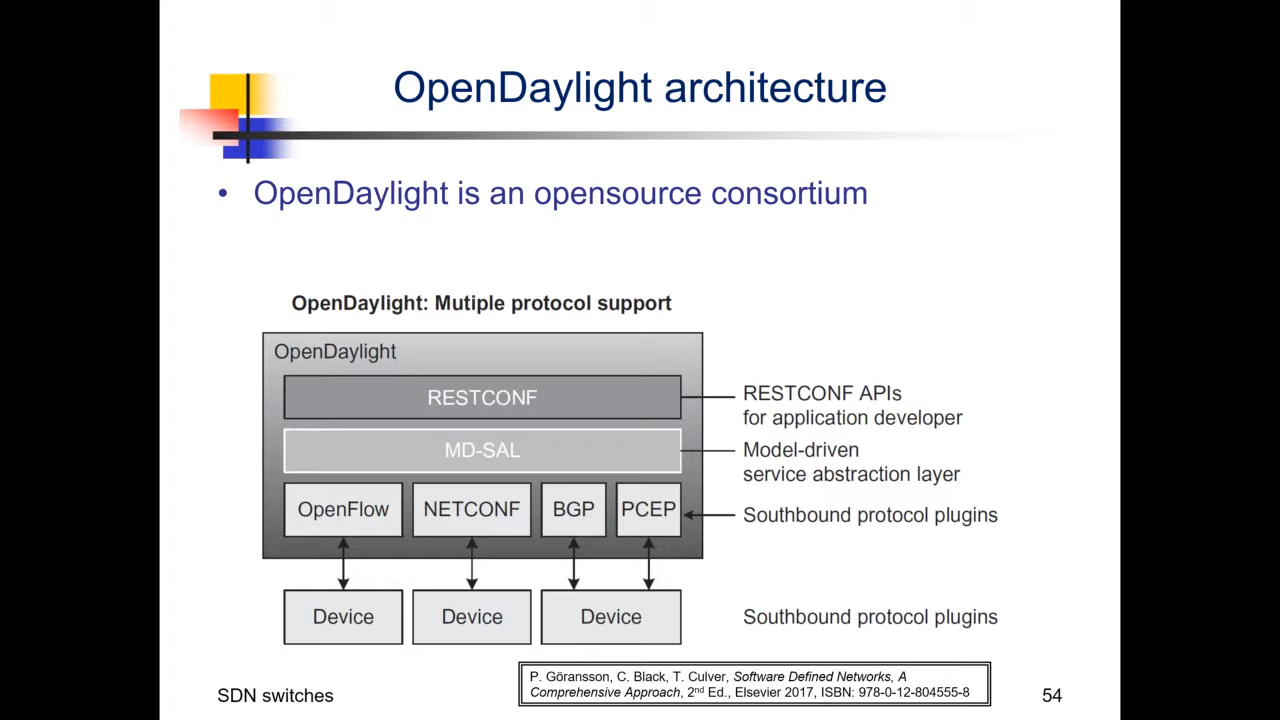 OpenDaylight architecture
• OpenDaylight is an opensource consortium
OpenDaylight: Mutiple protocol support
OpenDaylight
RESTCONF
RESTCONF APIs
for application developer
MD-SAL
Model-driven
service abstraction layer
OpenFlow NETCONF BGP PCEP
Southbound protocol plugins
Device Device Device
Southbound protocol plugins
P. Göransson, C. Black, T. Culver, Software Defined Networks, A
Comprehensive Approach, 2nd Ed., Elsevier 2017, ISBN: 978-0-12-804555-8
SDN switches
54